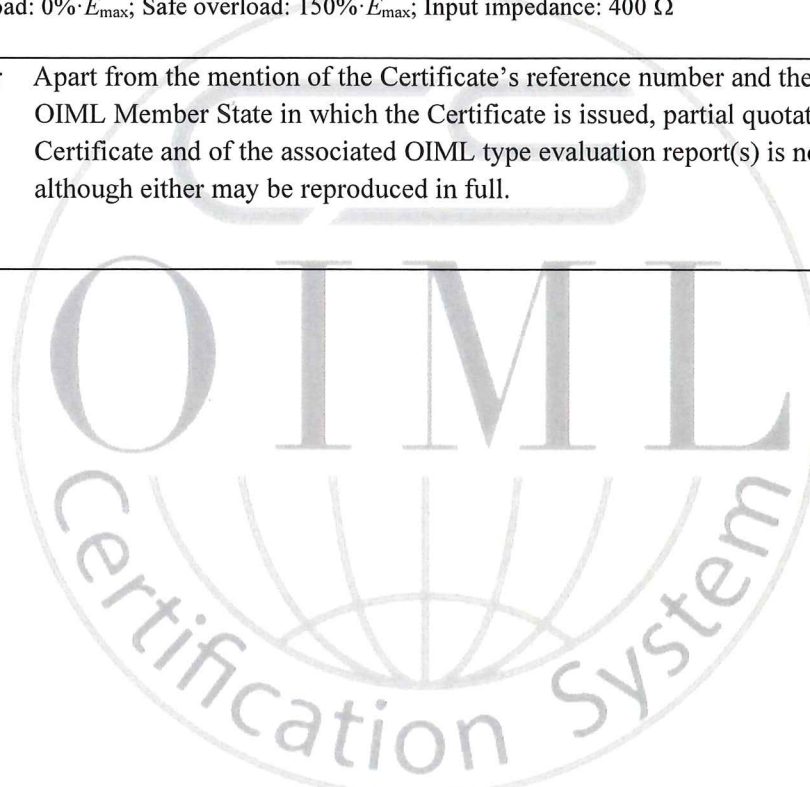 oad: 0%·Emax; Safe overload: 150%·Emax; Input impedance: 400 Ω
Apart from the mention of the Certificate's reference number and the
OIML Member State in which the Certificate is issued, partial quotat
Certificate and of the associated OIML type evaluation report(s) is n
although either may be reproduced in full.
OIML
Certification System